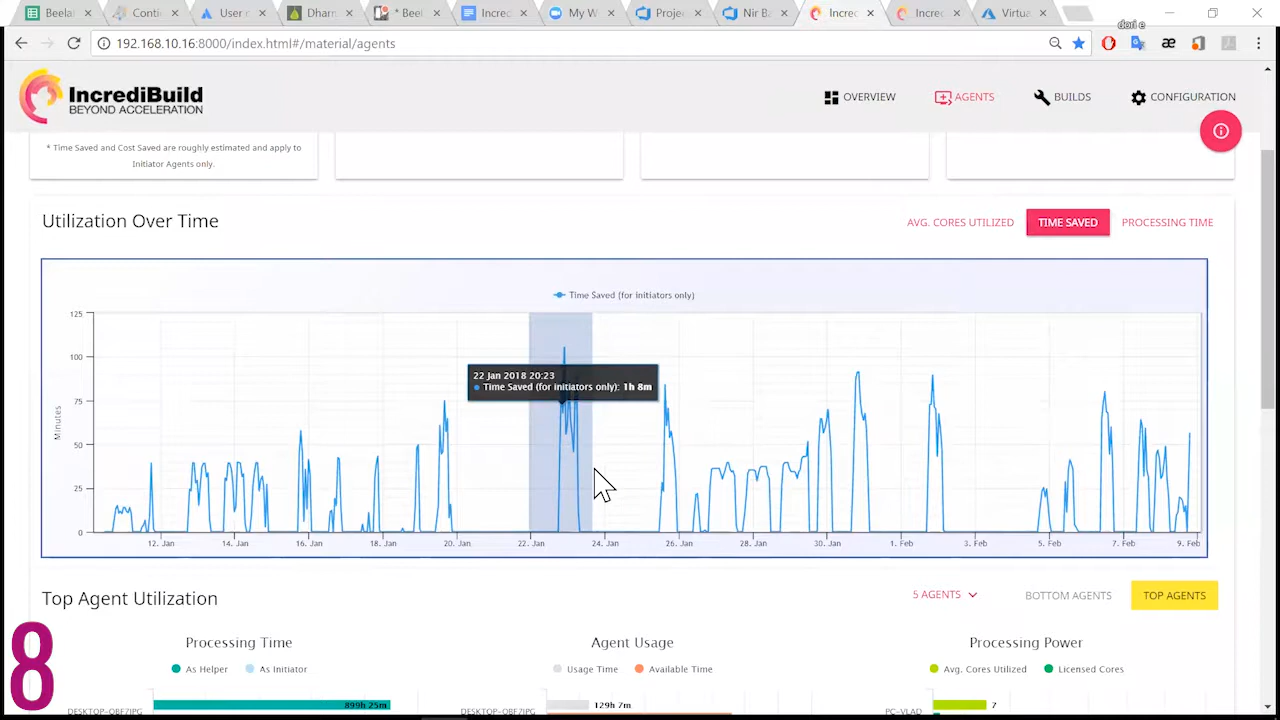 Beela
Conti
User n
Dharn
* Beeli
Incred
My W
Projec
Nir Ba
Incred
Incred
Virtua
dori e
192.168.10.16:8000/index.html#/material/agents
IncrediBuild
BEYOND ACCELERATION
OVERVIEW
AGENTS
BUILDS
CONFIGURATION
* Time Saved and Cost Saved are roughly estimated and apply to
Initiator Agents only.
Utilization Over Time
AVG. CORES UTILIZED
TIME SAVED
PROCESSING TIME
Time Saved (for initiators only)
125
100
75
50
25
0
Minutes
22 Jan 2018 20:23
Time Saved (for initiators only): 1h 8m
12. Jan
14. Jan
16. Jan
18. Jan
20. Jan
22. Jan
24. Jan
26. Jan
28. Jan
30. Jan
1. Feb
3. Feb
5. Feb
7. Feb
9. Feb
Top Agent Utilization
5 AGENTS
BOTTOM AGENTS
TOP AGENTS
Processing Time
As Helper
As Initiator
Agent Usage
Usage Time
Available Time
Processing Power
Avg. Cores Utilized
Licensed Cores
899h 25m
129h 7m
PC-VLAD
7
8